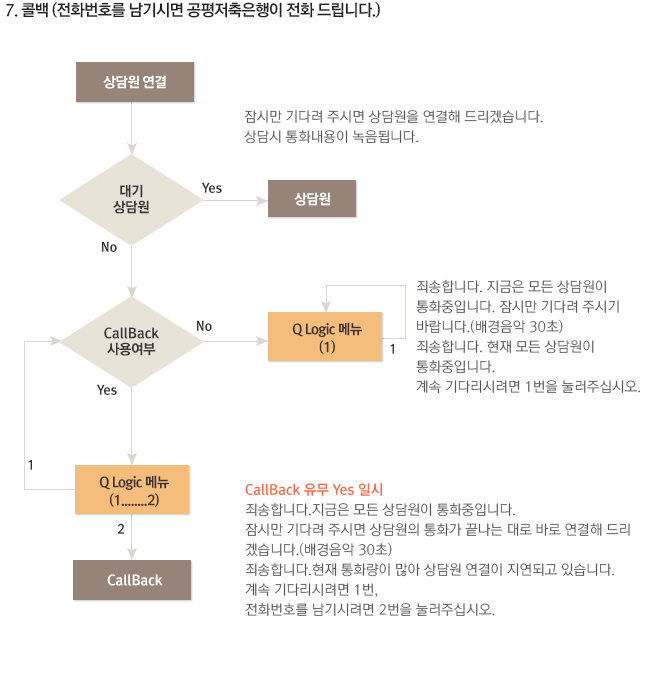 7. 콜백 (전화번호를 남기시면 공평저축은행이 전화 드립니다.)
상담원 연결
잠시만 기다려 주시면 상담원을 연결해 드리겠습니다.
상담시 통화내용이 녹음됩니다.
대기
상담원
Yes
상담원
No
CallBack
사용여부
No
Q Logic 메뉴
(1)
1
죄송합니다. 지금은 모든 상담원이
통화중입니다. 잠시만 기다려 주시기
바랍니다.(배경음악 30초)
죄송합니다. 현재 모든 상담원이
통화중입니다.
계속 기다리시려면 1번을 눌러주십시오.
Yes
1
Q Logic 메뉴
(1........2)
2
CallBack
CallBack 유무 Yes 일시
죄송합니다.지금은 모든 상담원이 통화중입니다.
잠시만 기다려 주시면 상담원의 통화가 끝나는 대로 바로 연결해 드리
겠습니다.(배경음악 30초)
죄송합니다.현재 통화량이 많아 상담원 연결이 지연되고 있습니다.
계속 기다리시려면 1번,
전화번호를 남기시려면 2번을 눌러주십시오.